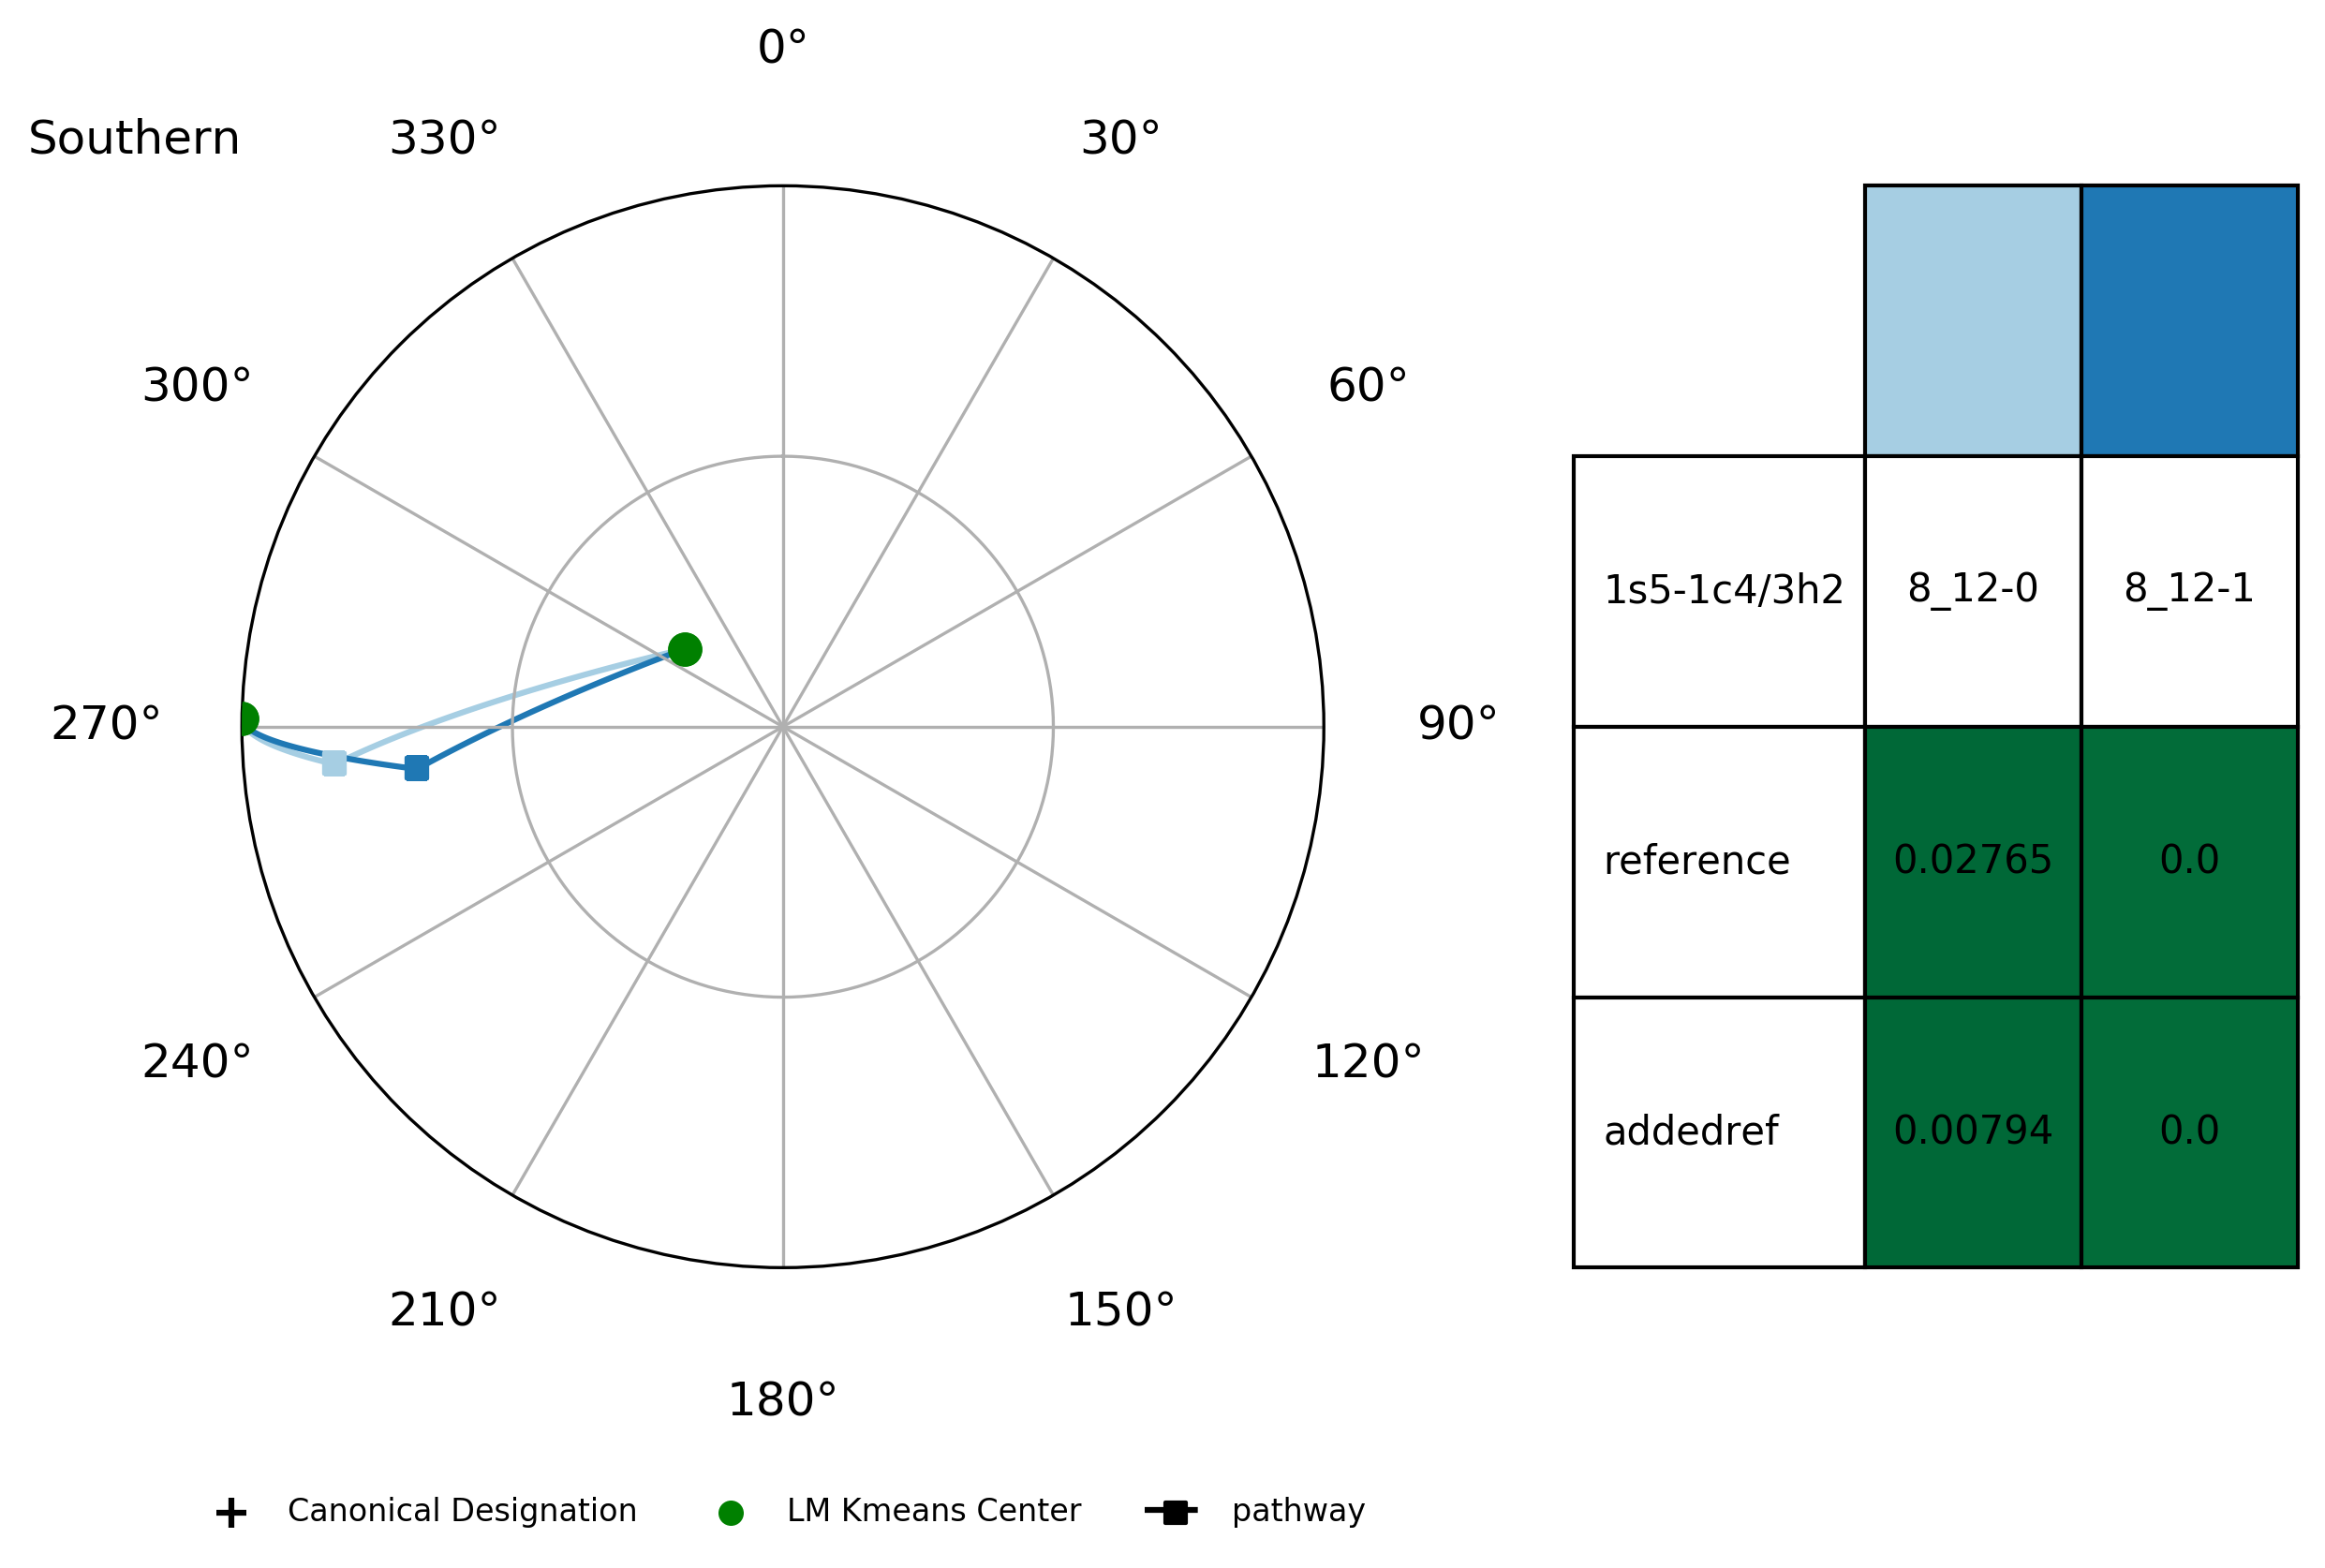 0°
Southern
330°
30°
300°
60°
270°
90°
240°
120°
210°
150°
180°
1s5-1c4/3h2 8_12-0 8_12-1
reference 0.02765 0.0
addedref 0.00794 0.0
Canonical Designation LM Kmeans Center pathway